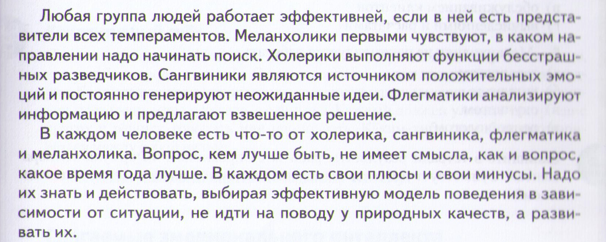 Любая группа людей работает эффективней, если в ней есть предста-
вители всех темпераментов. Меланхолики первыми чувствуют, в каком на-
правлении надо начинать поиск. Холерики выполняют функции бесстраш-
ных разведчиков. Сангвиники являются источником положительных эмо-
ций и постоянно генерируют неожиданные идеи. Флегматики анализируют
информацию и предлагают взвешенное решение.
В каждом человеке есть что-то от холерика, сангвиника, флегматика
и меланхолика. Вопрос, кем лучше быть, не имеет смысла, как и вопрос,
какое время года лучше. В каждом есть свои плюсы и свои минусы. Надо
их знать и действовать, выбирая эффективную модель поведения в зави-
симости от ситуации, не идти на поводу у природных качеств, а разви-
вать их.